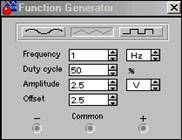 Function Generator
Frequency 1 Hz
Duty cycle 50 %
Amplitude 2.5 V
Offset 2.5
− Common +